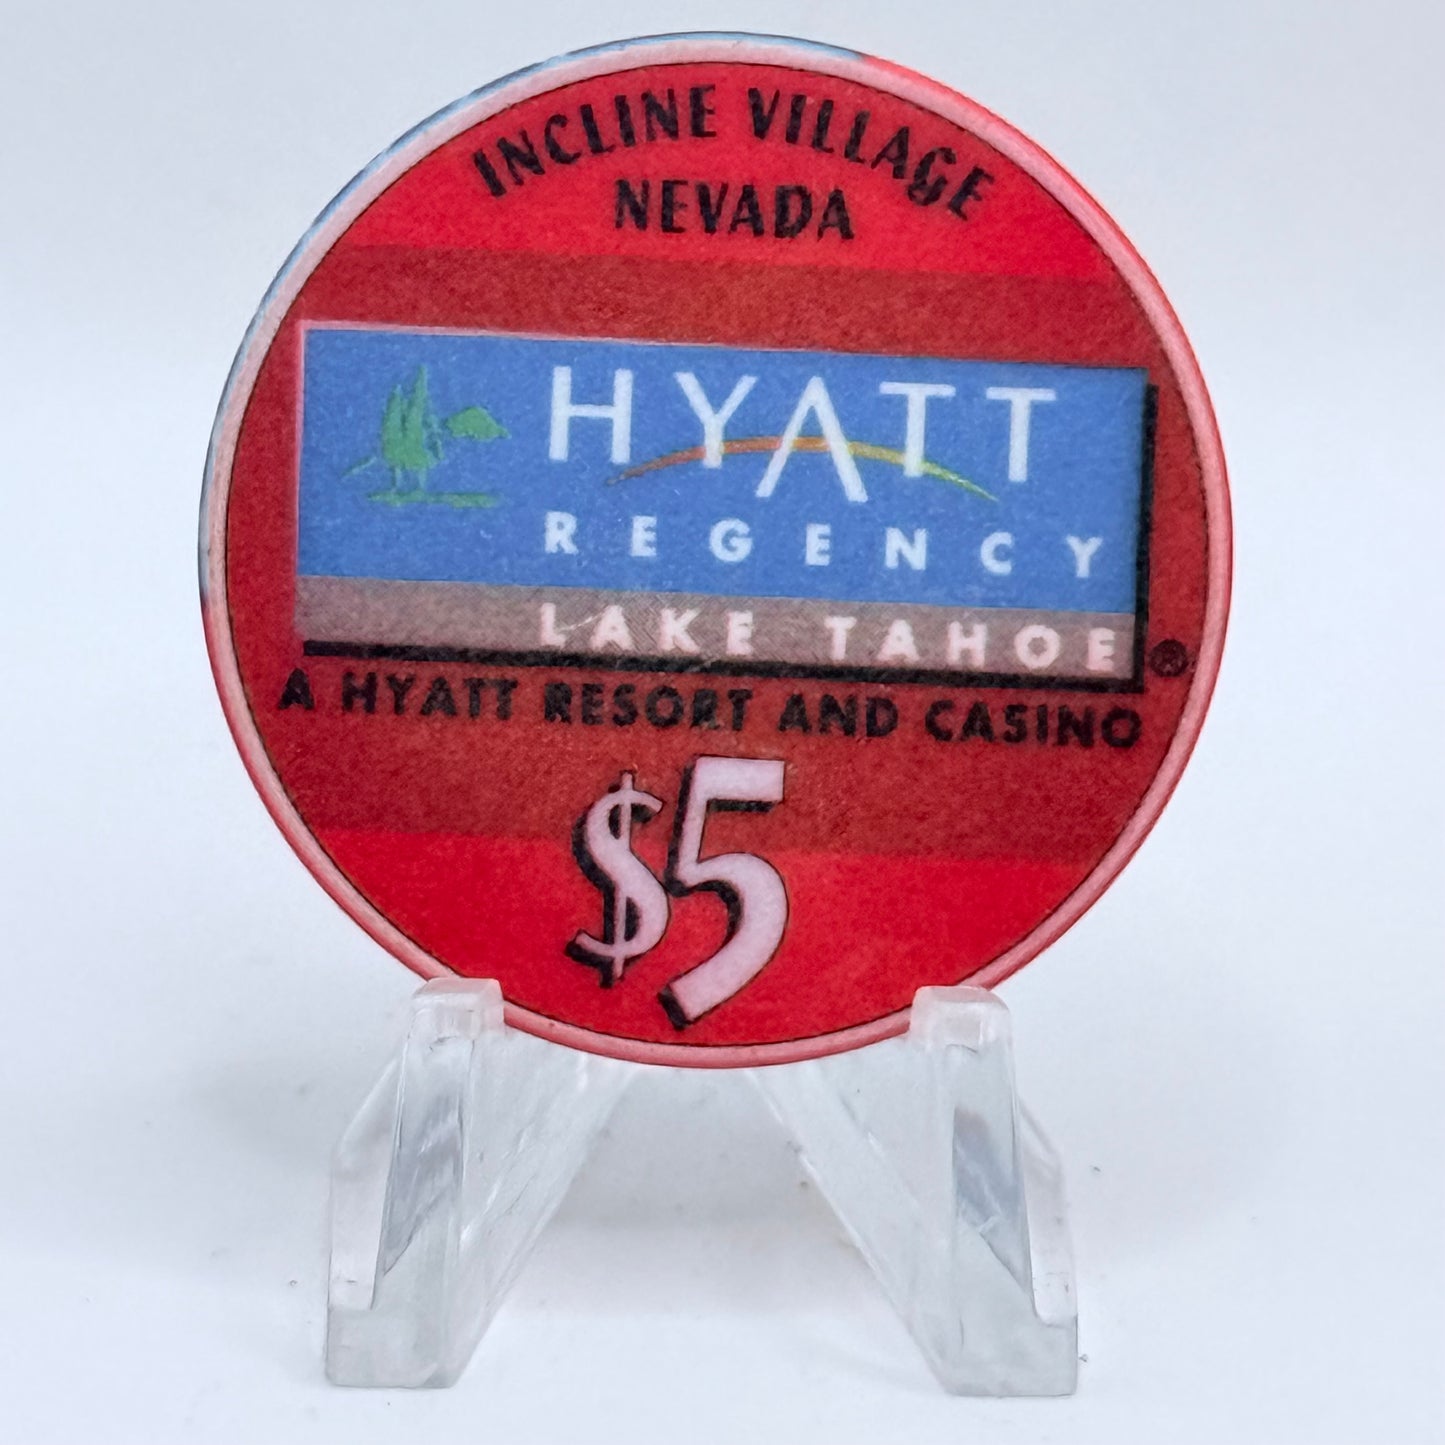 INCLINE VILLAGE
NEVADA
HYATT
REGENCY
LAKE TAHOE ®
A HYATT RESORT AND CASINO
$5